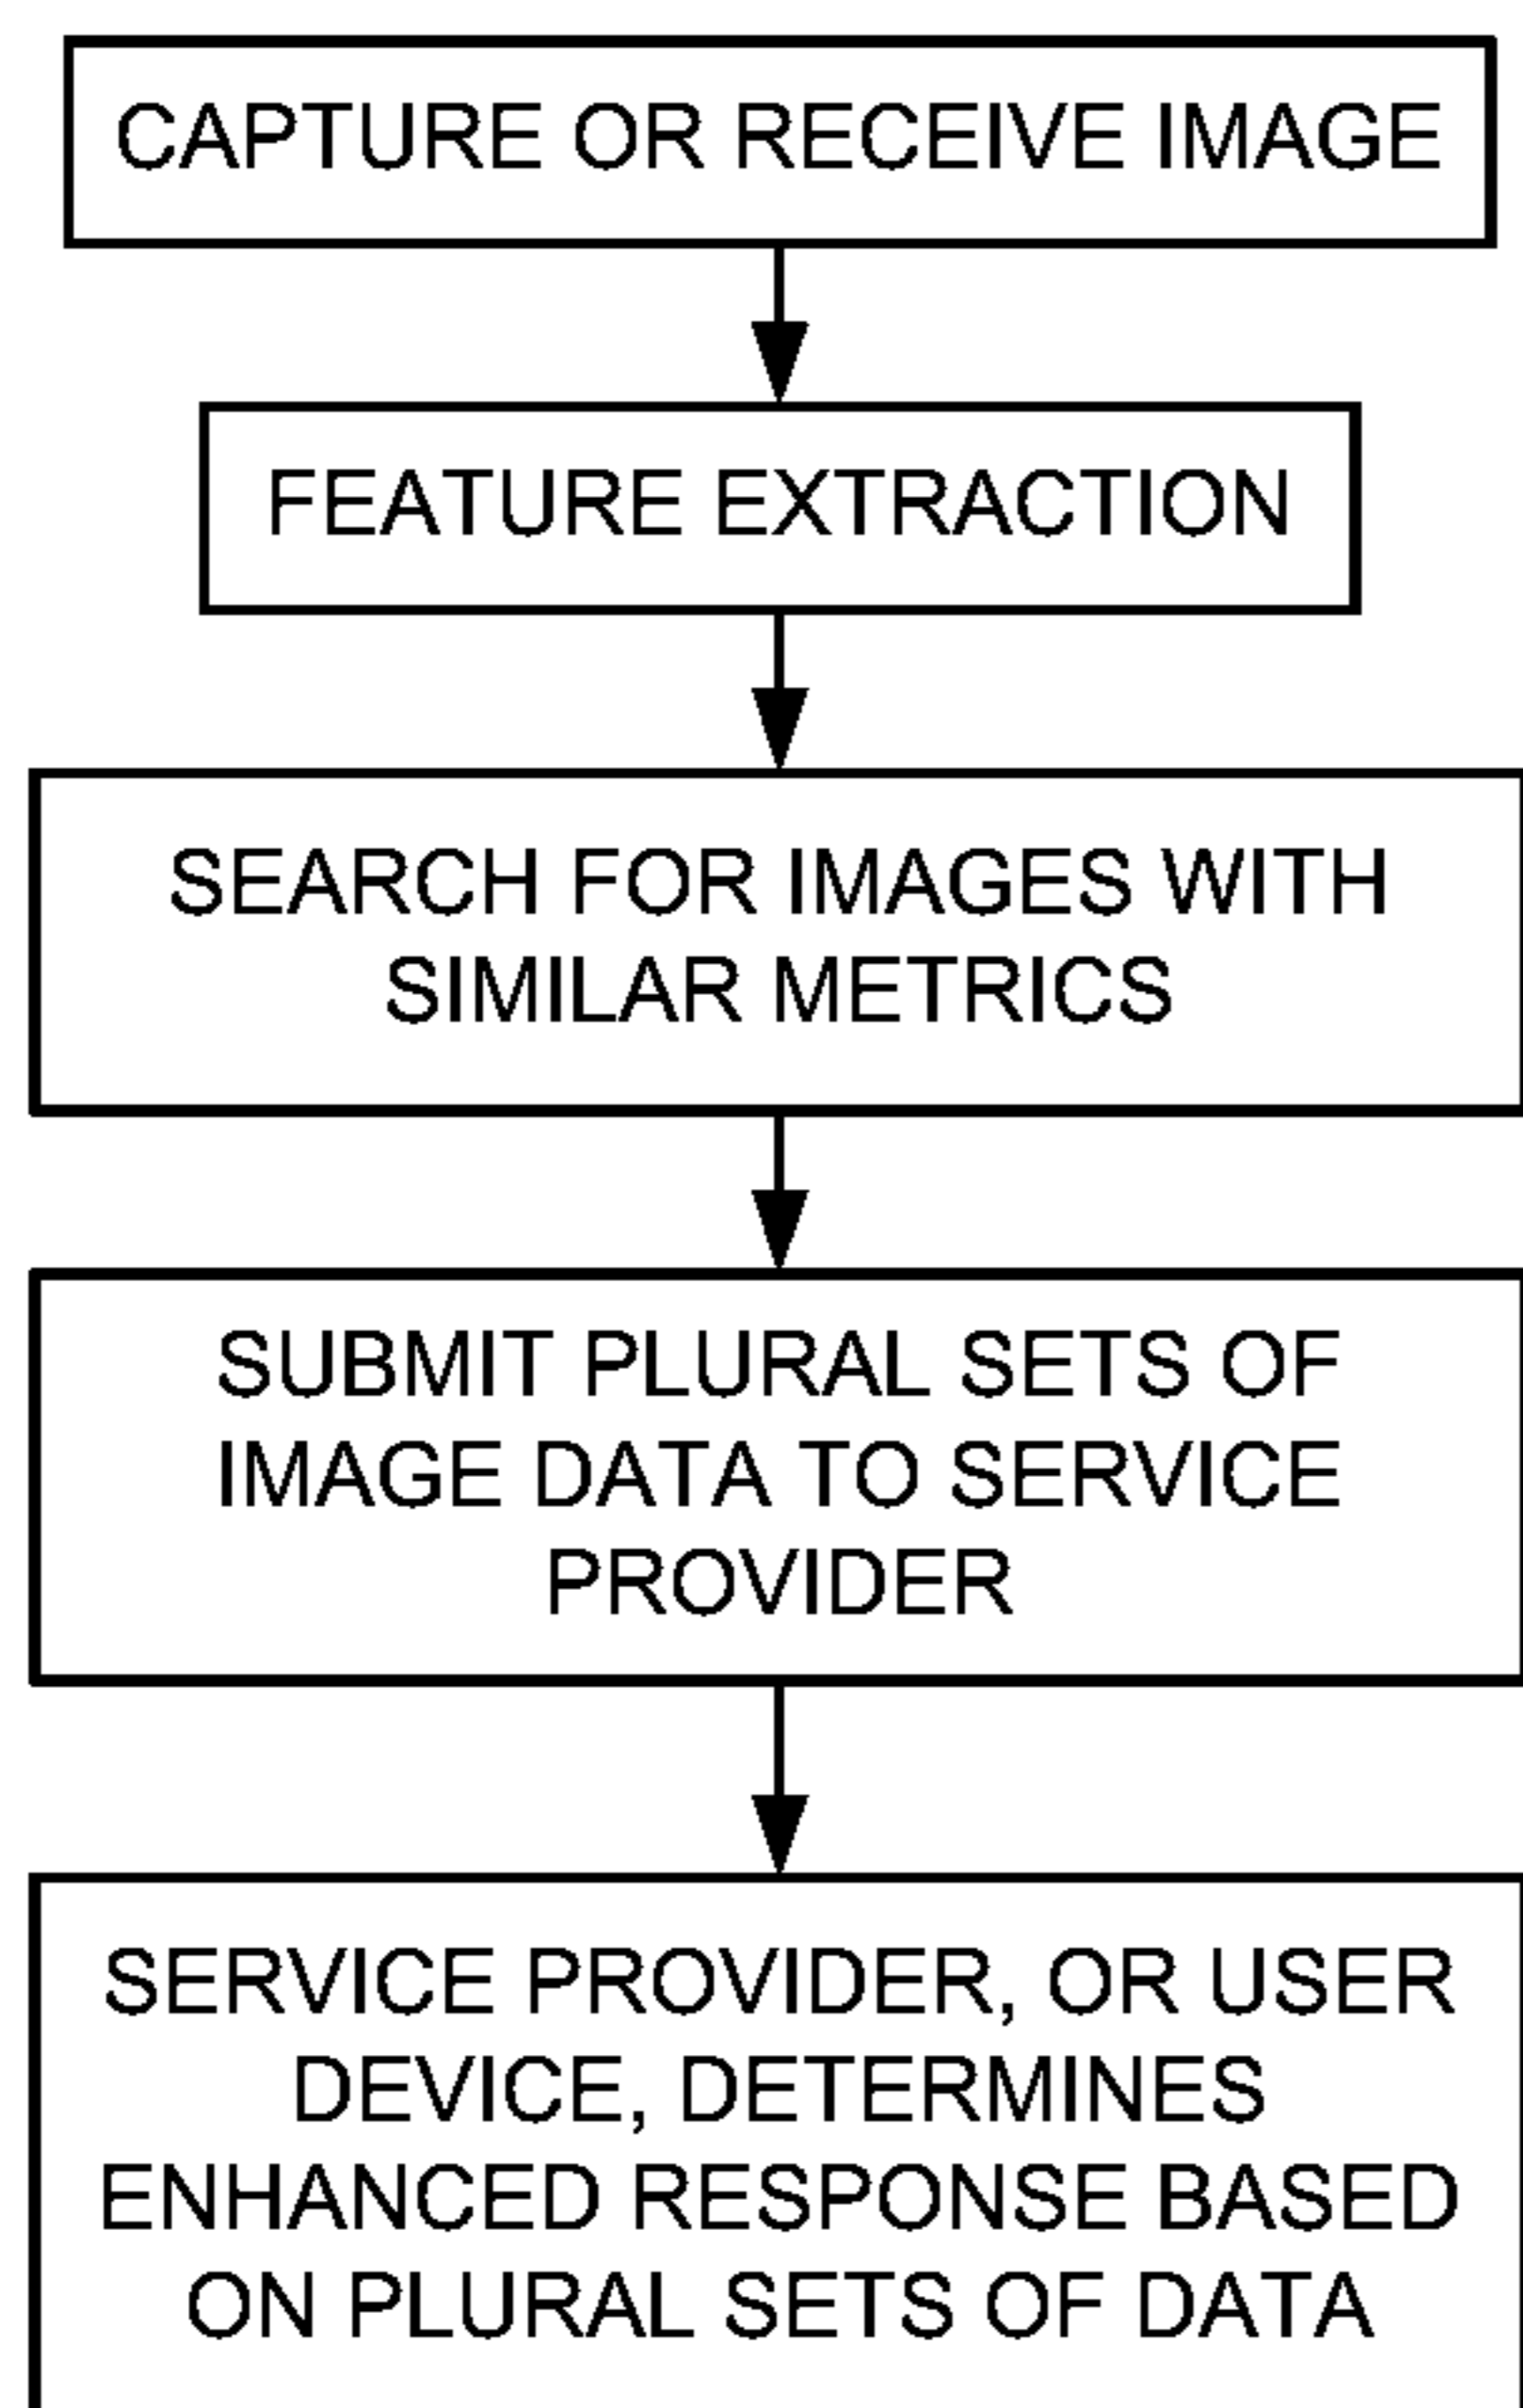 CAPTURE OR RECEIVE IMAGE
FEATURE EXTRACTION
SEARCH FOR IMAGES WITH
SIMILAR METRICS
SUBMIT PLURAL SETS OF
IMAGE DATA TO SERVICE
PROVIDER
SERVICE PROVIDER, OR USER
DEVICE, DETERMINES
ENHANCED RESPONSE BASED
ON PLURAL SETS OF DATA